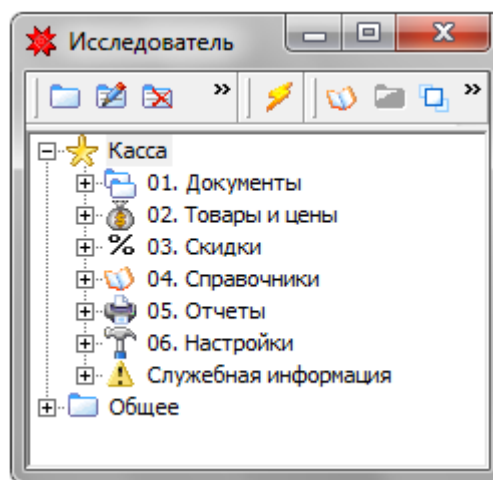 Исследователь
Касса
01. Документы
02. Товары и цены
% 03. Скидки
04. Справочники
05. Отчеты
06. Настройки
Служебная информация
Общее